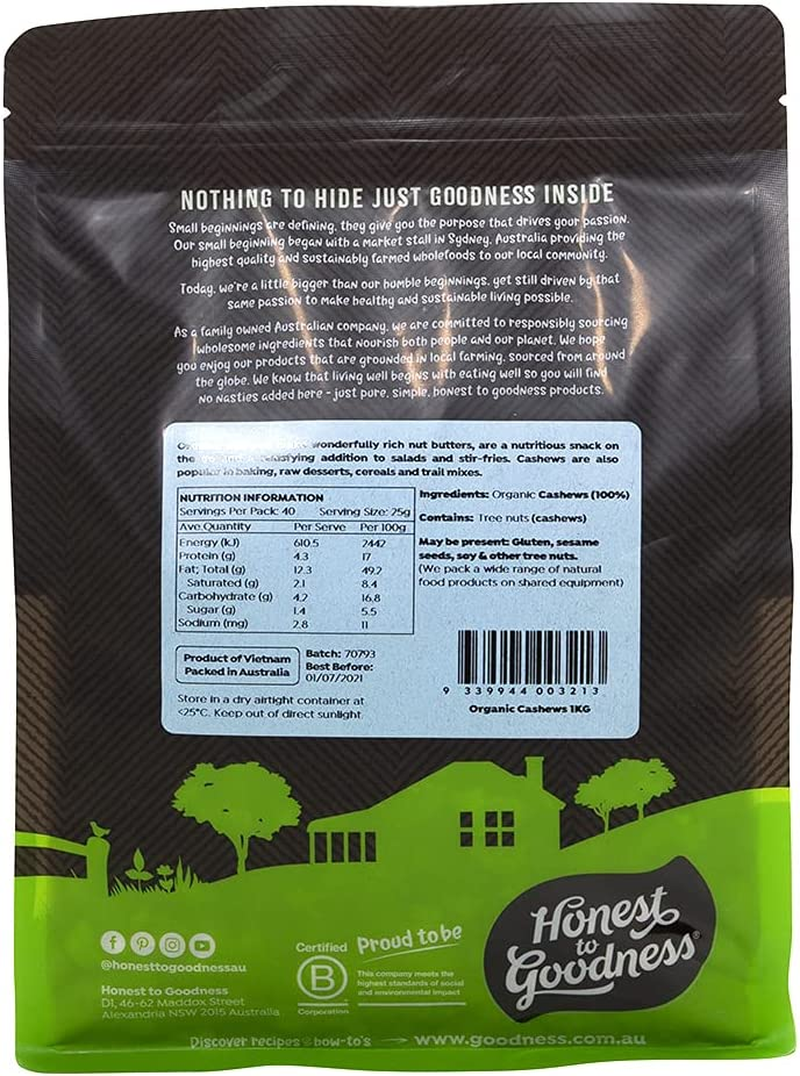 NOTHING TO HIDE JUST GOODNESS INSIDE
Small beginnings are defining, they give you the purpose that drives your passion.
Our small beginning began with a market stall in Sydney, Australia providing the
highest quality and sustainably farmed wholefoods to our local community.
Today, we're a little bigger than our humble beginnings, yet still driven by that
same passion to make healthy and sustainable living possible.
As a family owned Australian company, we are committed to responsibly sourcing
wholesome ingredients that nourish both people and our planet. We hope
you enjoy our products that are grounded in local farming, sourced from around
the globe. We know that living well begins with eating well so you will find
no nasties added here - just pure, simple, honest to goodness products.
wonderfully rich nut butters, are a nutritious snack on
the satisfying addition to salads and stir-fries. Cashews are also
popular in baking, raw desserts, cereals and trail mixes.
NUTRITION INFORMATION
Servings Per Pack: 40 Serving Size: 25g
Ave.Quantity Per Serve Per 100g
Energy (kJ) 610.5 2442
Protein (g) 4.3 17
Fat; Total (g) 12.3 49.2
Saturated (g) 2.1 8.4
Carbohydrate (g) 4.2 16.8
Sugar (g) 1.4 5.5
Sodium (mg) 2.8 11
Ingredients: Organic Cashews (100%)
Contains: Tree nuts (cashews)
May be present: Gluten, sesame
seeds, soy & other tree nuts.
(We pack a wide range of natural
food products on shared equipment)
Product of Vietnam
Packed in Australia
Batch: 70793
Best Before:
01/07/2021
Store in a dry airtight container at
<25°C. Keep out of direct sunlight.
9 339944 003213
Organic Cashews 1KG
@honesttogoodnessau
Honest to Goodness
D1, 46-62 Maddox Street
Alexandria NSW 2015 Australia
Certified
B
Corporation
Proud to be
This company meets the
highest standards of social
and environmental impact
Honest
to
Goodness®
Discover recipes & how-to's → www.goodness.com.au